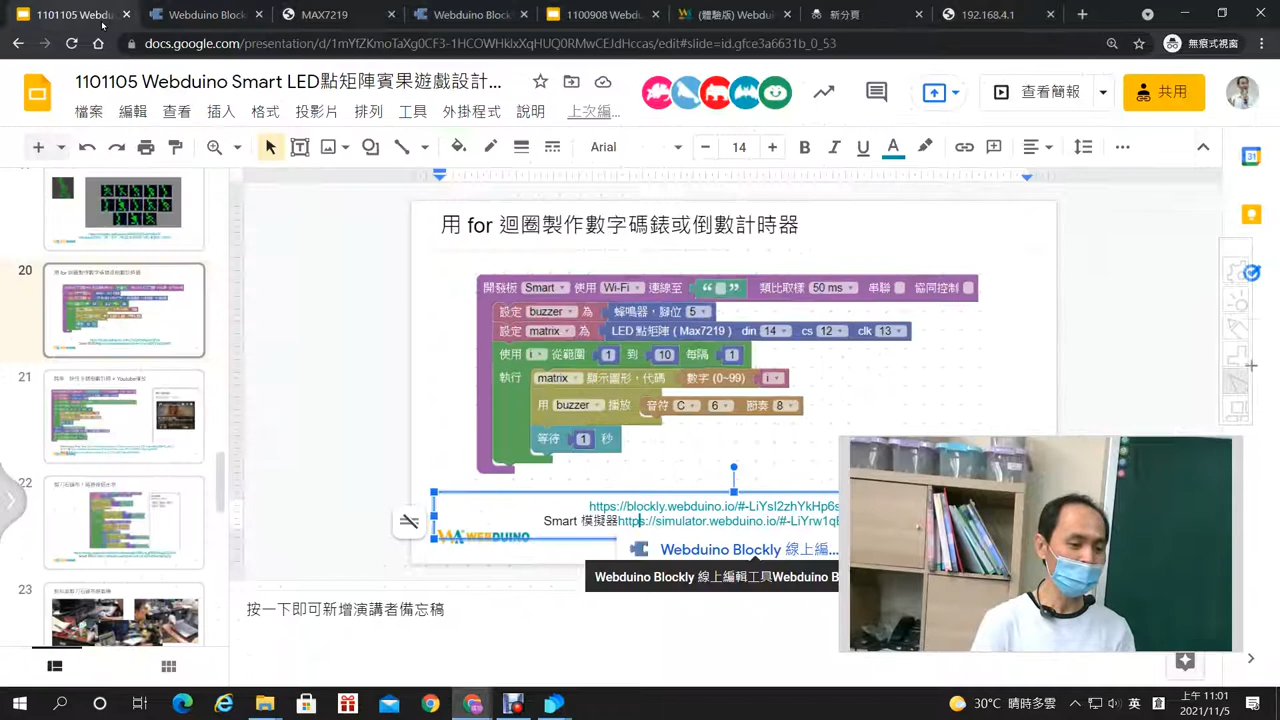 1101105 Webdu
Webduino Block
MAX7219
Webduino Block
1100908 Webdu
(體驗版) Webdui
新分頁
192.168.4.1
docs.google.com/presentation/d/1mYfZKmoTaXg0CF3-1HCOWHklxXqHUQ0RMwCEJdHccas/edit#slide=id.gfce3a6631b_0_53
無痕式視窗
1101105 Webduino Smart LED點矩陣賓果遊戲設計...
檔案 編輯 查看 插入 格式 投影片 排列 工具 外掛程式 說明 上次編...
查看簡報
共用
Arial
14
20
21
22
23
用 for 迴圈製作數字碼錶或倒數計時器
開發板 Smart 使用 Wi-Fi 連線至 “ ” 類比取樣 50 ms 串聯 協同控制
設定 buzzer 為 蜂鳴器，腳位 5
設定 matrix 為 LED 點矩陣 ( Max7219 ) din 4 cs 12 clk 13
使用 i 從範圍 1 到 10 每隔 1
執行 matrix 顯示圖形，代碼 數字 (0~99) i
用 buzzer 播放 音符 C 6 節奏 8
等待 1 秒
https://blockly.webduino.io/#-LiYsI2zhYkHp6s
Smart 模擬器https://simulator.webduino.io/#-LiYrw1q
WEBDUINO
Webduino Blockly 線上編...
Webduino Blockly 線上編輯工具Webduino B
按一下即可新增演講者備忘稿
30°C 晴時多雲
英
上午 11:01
2021/11/5